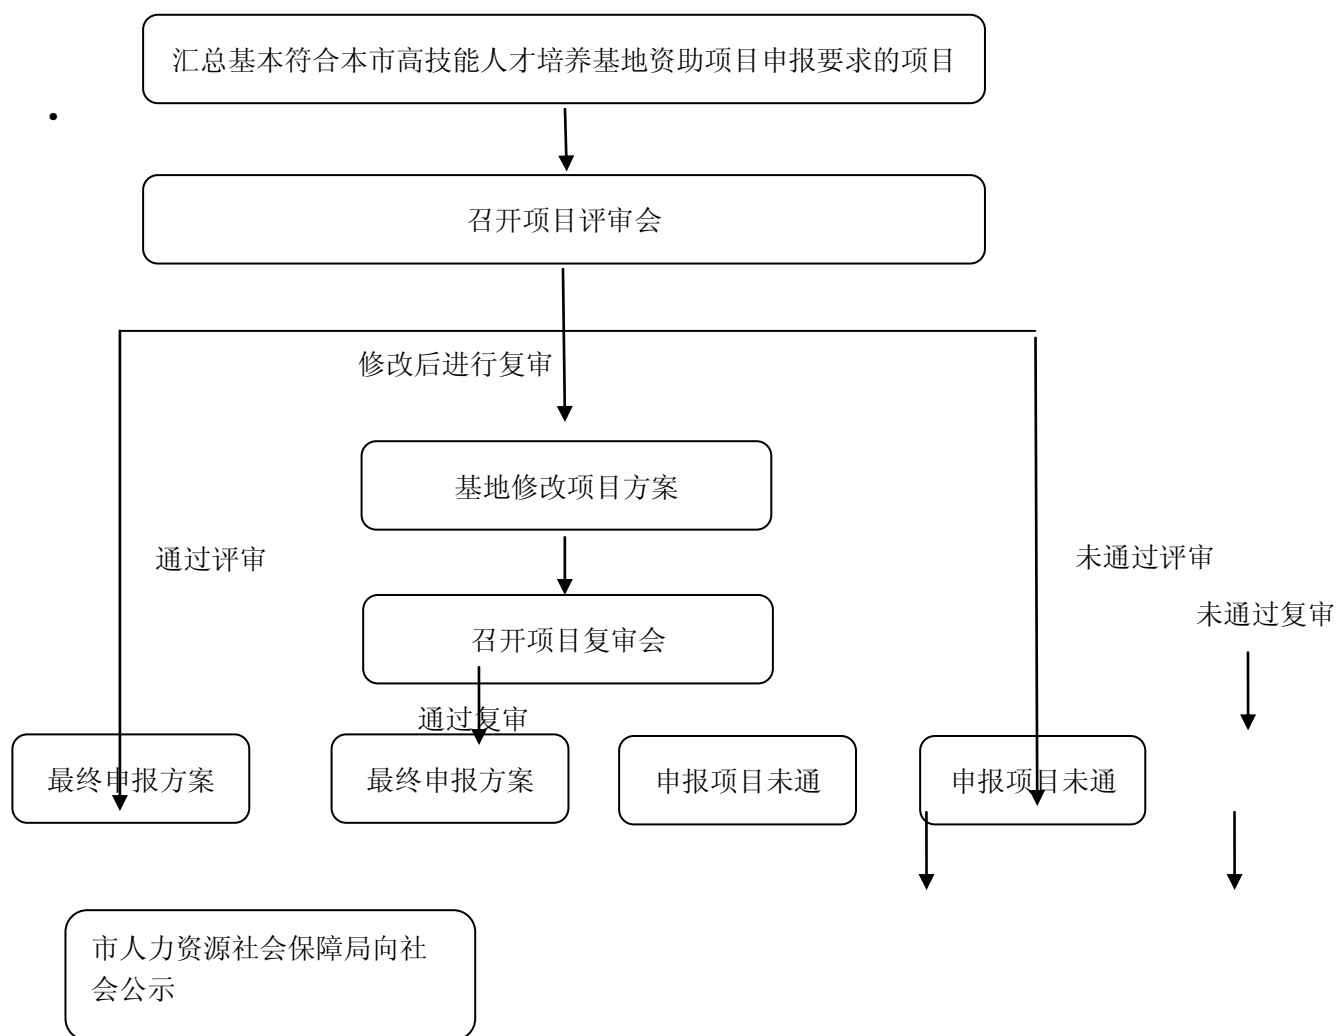 汇总基本符合本市高技能人才培养基地资助项目申报要求的项目
召开项目评审会
修改后进行复审
基地修改项目方案
通过评审
未通过评审
未通过复审
召开项目复审会
通过复审
最终申报方案
最终申报方案
申报项目未通
申报项目未通
市人力资源社会保障局向社
会公示